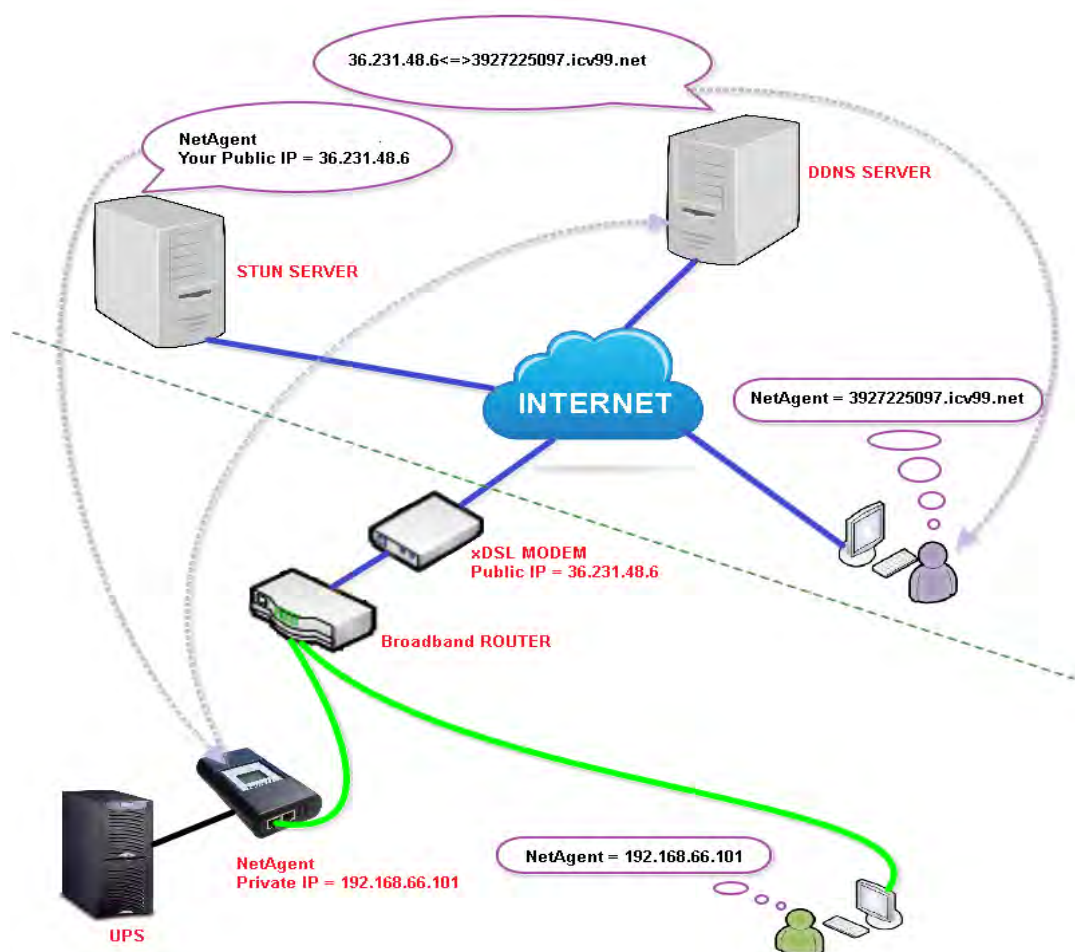 36.231.48.6<=>3927225097.icv99.net
NetAgent
Your Public IP = 36.231.48.6
DDNS SERVER
STUN SERVER
INTERNET
NetAgent = 3927225097.icv99.net
xDSL MODEM
Public IP = 36.231.48.6
Broadband ROUTER
NetAgent
Private IP = 192.168.66.101
NetAgent = 192.168.66.101
UPS